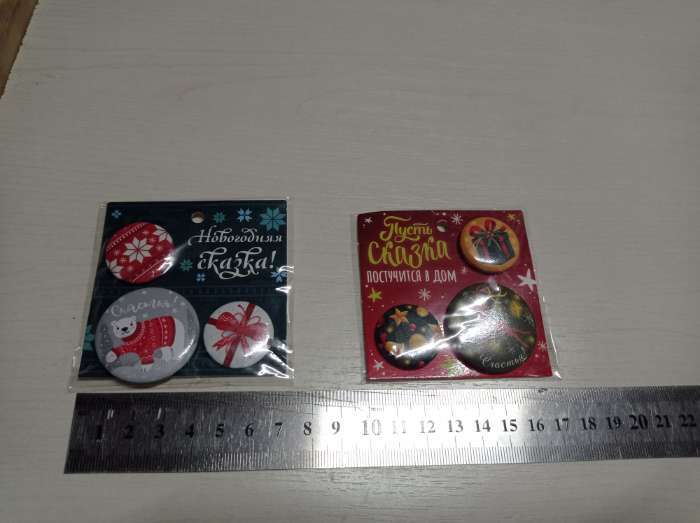 Новогодняя
сказка!
Счастья!
Пусть
сказка
ПОСТУЧИТСЯ В ДОМ
Счастья!
1 2 3 4 5 6 7 8 9 10 11 12 13 14 15 16 17 18 19 20 21 22